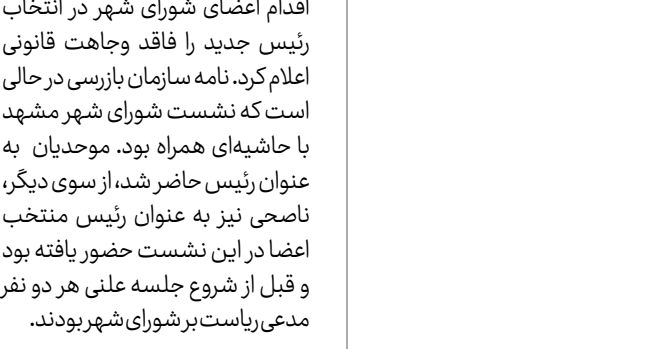 اقدام اعضای شورای شهر در انتخاب
رئیس جدید را فاقد وجاهت قانونی
اعلام کرد. نامه سازمان بازرسی در حالی
است که نشست شورای شهر مشهد
با حاشیه‌ای همراه بود. موحدیان به
عنوان رئیس حاضر شد، از سوی دیگر،
ناصحی نیز به عنوان رئیس منتخب
اعضا در این نشست حضور یافته بود
و قبل از شروع جلسه علنی هر دو نفر
مدعی ریاست بر شورای شهر بودند.